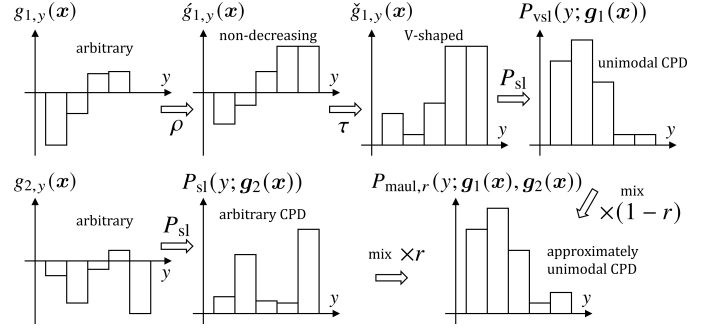 g₁,y(x)
arbitrary
y
ρ
ǵ₁,y(x)
non-decreasing
y
τ
ǧ₁,y(x)
V-shaped
y
Pₛₗ
Pᵥₛₗ(y; g₁(x))
unimodal CPD
y
g₂,y(x)
arbitrary
y
Pₛₗ
Pₛₗ(y; g₂(x))
arbitrary CPD
y
mix ×r
Pₘₐᵤₗ,ᵣ(y; g₁(x), g₂(x))
approximately
unimodal CPD
y
mix
×(1 − r)